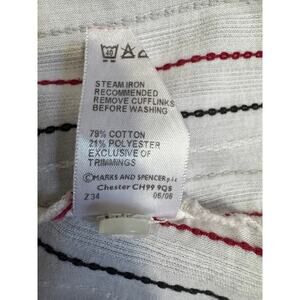 40
STEAM IRON
RECOMMENDED
REMOVE CUFFLINKS
BEFORE WASHING
79% COTTON
21% POLYESTER
EXCLUSIVE OF
TRIMMINGS
©MARKS AND SPENCER p.l.c.
Chester CH99 9QS
Z34 06/06